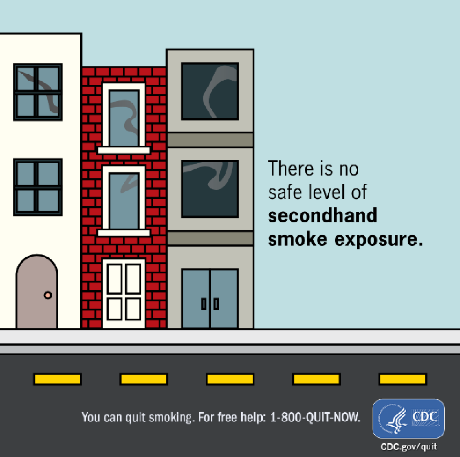 There is no
safe level of
secondhand
smoke exposure.
You can quit smoking. For free help: 1-800-QUIT-NOW.
CDC
CDC.gov/quit